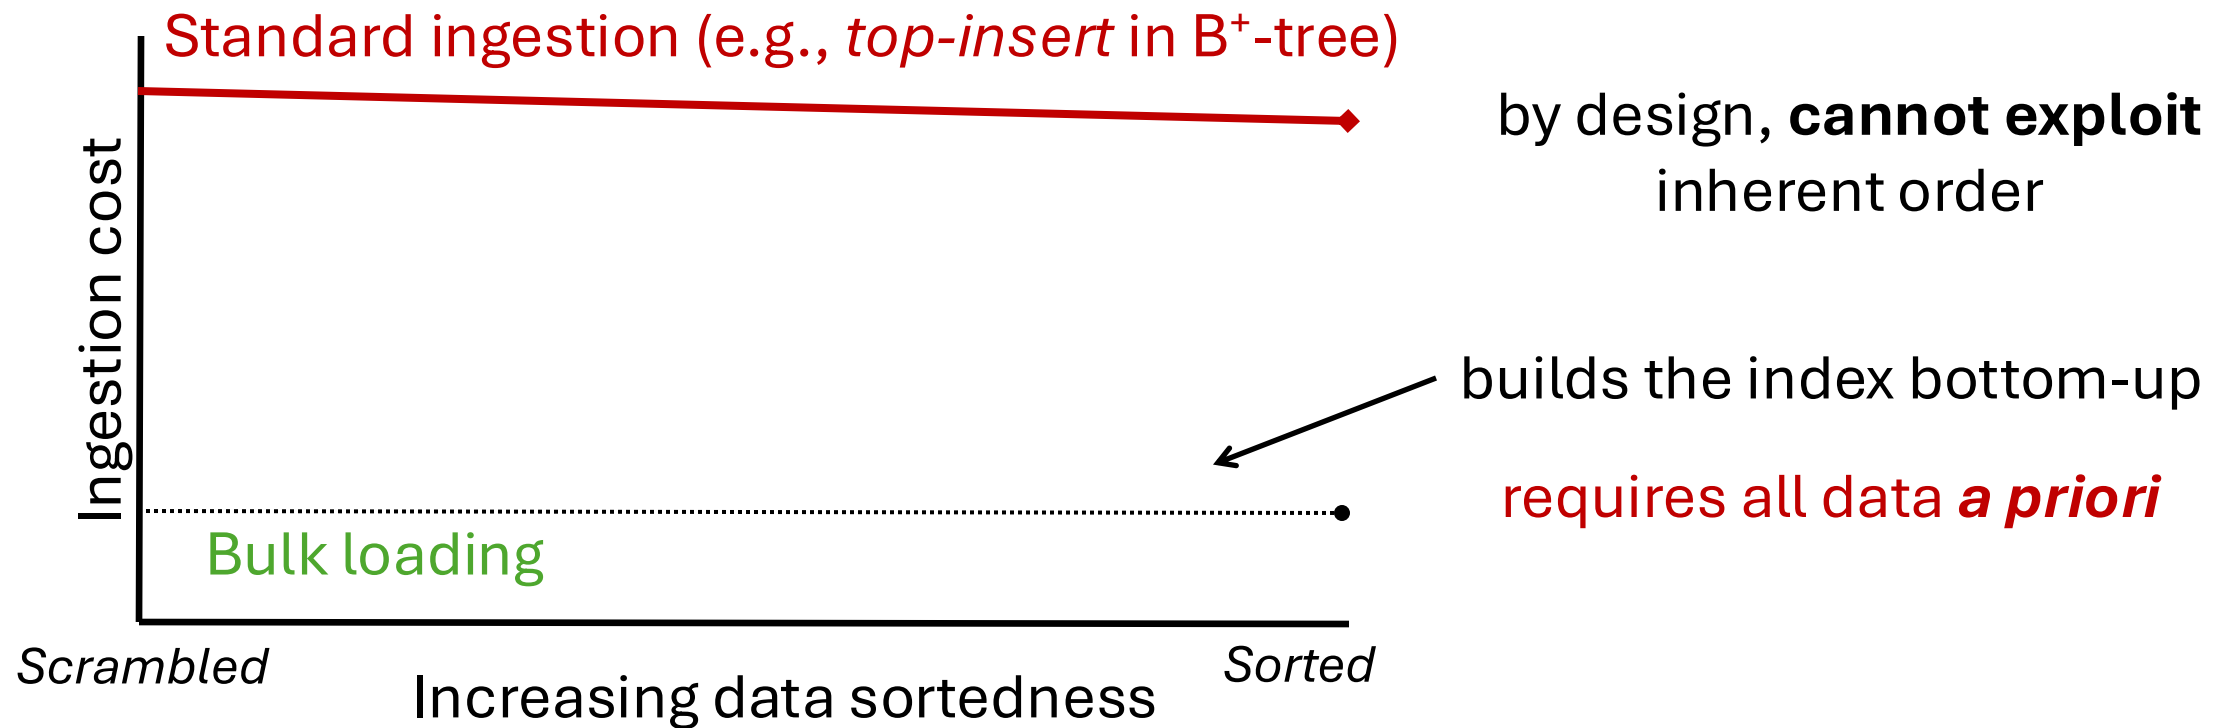 Standard ingestion (e.g., top-insert in B⁺-tree)
by design, cannot exploit
inherent order
Ingestion cost
builds the index bottom-up
requires all data a priori
Bulk loading
Scrambled
Sorted
Increasing data sortedness